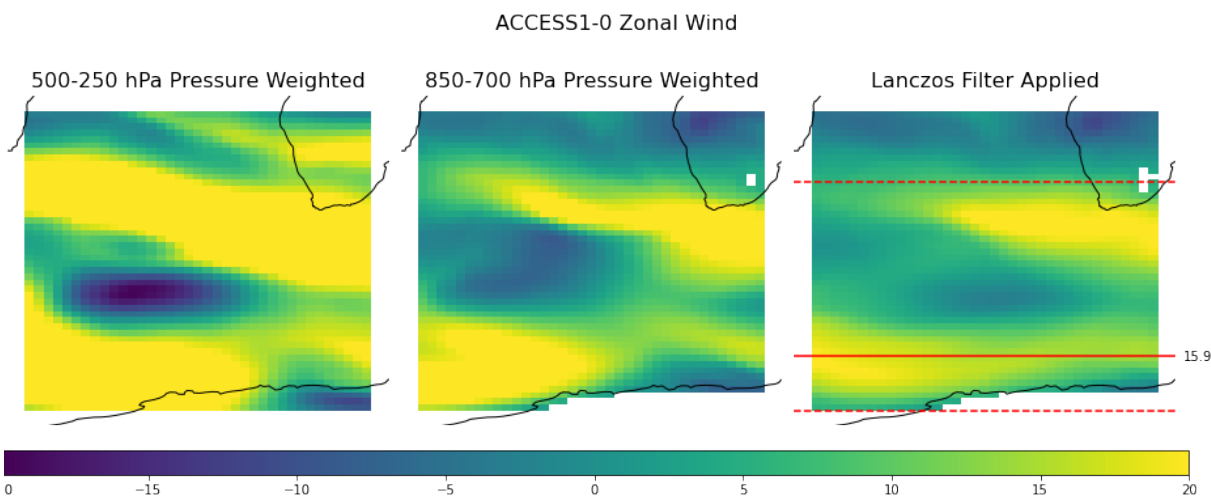 ACCESS1-0 Zonal Wind
500-250 hPa Pressure Weighted 850-700 hPa Pressure Weighted Lanczos Filter Applied
15.9
0 −15 −10 −5 0 5 10 15 20